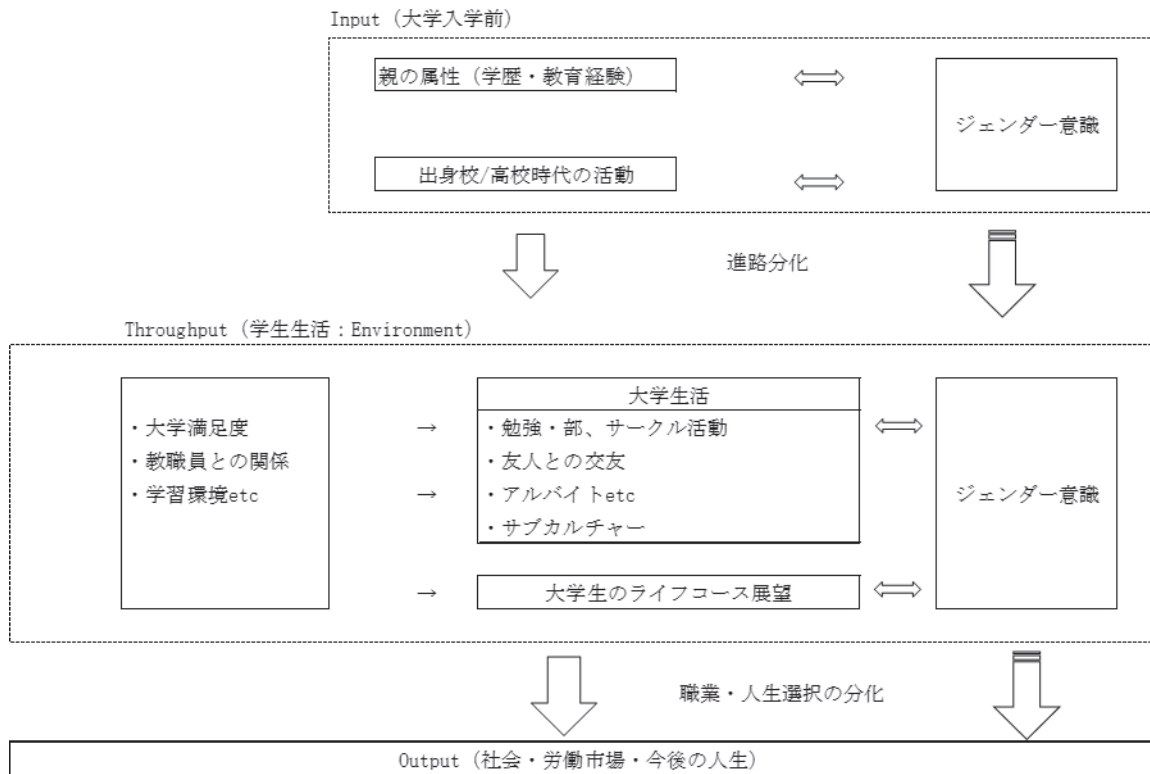 Input (大学入学前)
親の属性 (学歴・教育経験)
ジェンダー意識
出身校/高校時代の活動
進路分化
Throughput (学生生活：Environment)
・大学満足度
・教職員との関係
・学習環境etc
→
→
→
大学生活
・勉強・部、サークル活動
・友人との交友
・アルバイトetc
・サブカルチャー
大学生のライフコース展望
ジェンダー意識
職業・人生選択の分化
Output (社会・労働市場・今後の人生)